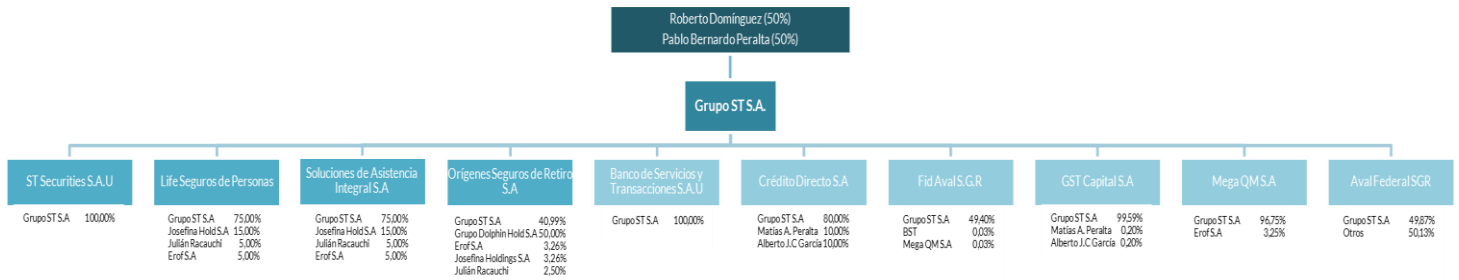 Roberto Domínguez (50%)
Pablo Bernardo Peralta (50%)
Grupo ST S.A.
ST Securities S.A.U
Grupo ST S.A 100,00%
Life Seguros de Personas
Grupo ST S.A 75,00%
Josefina Hold S.A 15,00%
Julián Racauchi 5,00%
Erof S.A 5,00%
Soluciones de Asistencia
Integral S.A
Grupo ST S.A 75,00%
Josefina Hold S.A 15,00%
Julián Racauchi 5,00%
Erof S.A 5,00%
Orígenes Seguros de Retiro
S.A
Grupo ST S.A 40,99%
Grupo Dolphin Hold S.A 50,00%
Erof S.A 3,26%
Josefina Holdings S.A 3,26%
Julián Racauchi 2,50%
Banco de Servicios y
Transacciones S.A.U
Grupo ST S.A 100,00%
Crédito Directo S.A
Grupo ST S.A 80,00%
Matías A. Peralta 10,00%
Alberto J.C García 10,00%
Fid Aval S.G.R
Grupo ST S.A 49,40%
BST 0,03%
Mega QM S.A 0,03%
GST Capital S.A
Grupo ST S.A 99,59%
Matías A. Peralta 0,20%
Alberto J.C García 0,20%
Mega QM S.A
Grupo ST S.A 96,75%
Erof S.A 3,25%
Aval Federal SGR
Grupo ST S.A 49,87%
Otros 50,13%